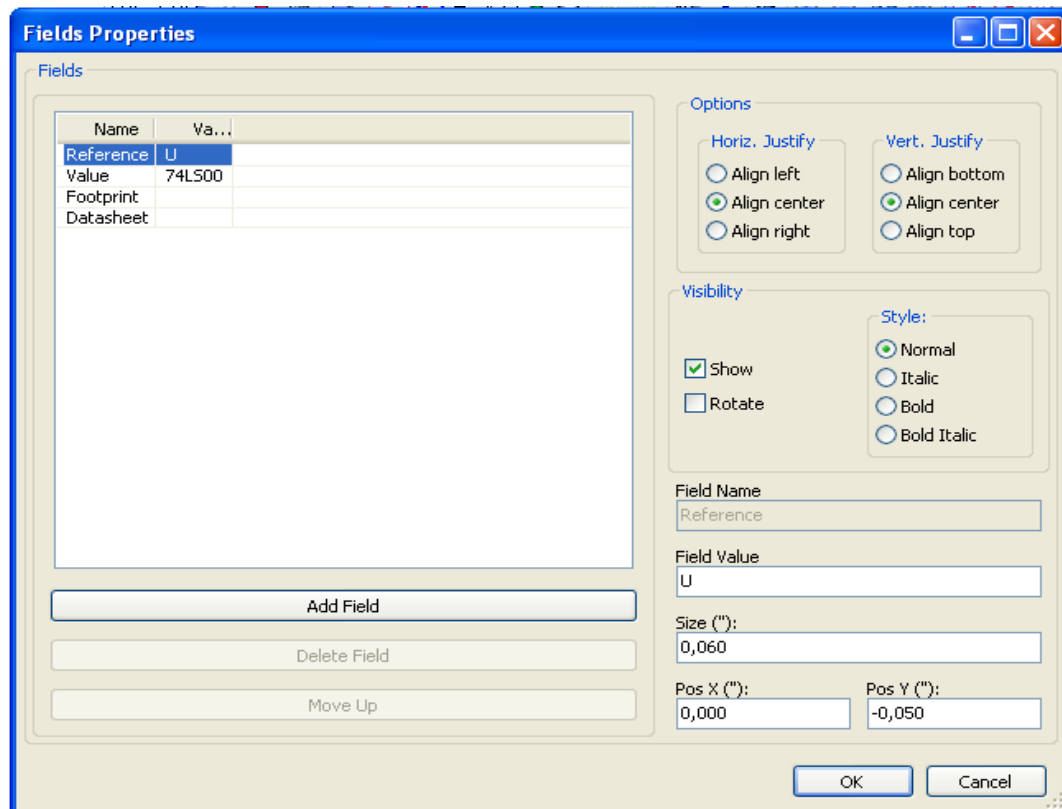 Fields Properties
Fields
Name Va...
Reference U
Value 74LS00
Footprint
Datasheet
Add Field
Delete Field
Move Up
Options
Horiz. Justify
Align left
Align center
Align right
Vert. Justify
Align bottom
Align center
Align top
Visibility
Show
Rotate
Style:
Normal
Italic
Bold
Bold Italic
Field Name
Reference
Field Value
U
Size ("):
0,060
Pos X ("):
0,000
Pos Y ("):
-0,050
OK
Cancel